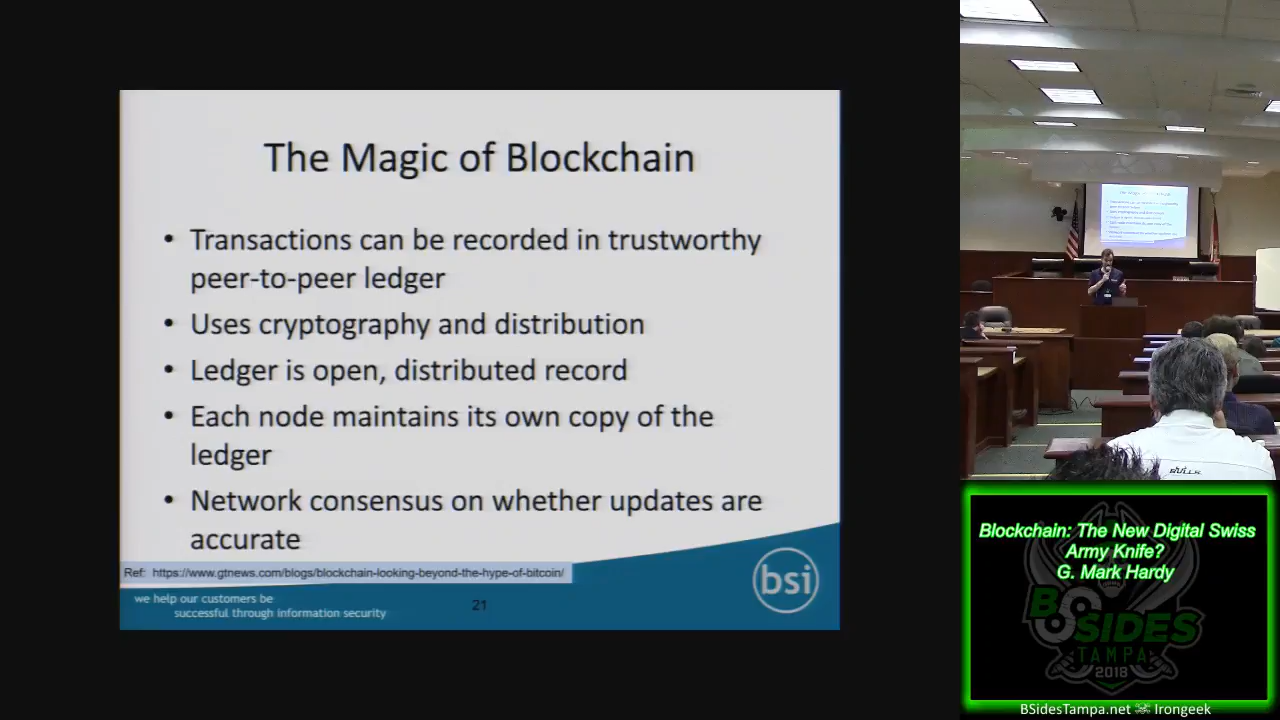 The Magic of Blockchain
• Transactions can be recorded in trustworthy
peer-to-peer ledger
• Uses cryptography and distribution
• Ledger is open, distributed record
• Each node maintains its own copy of the
ledger
• Network consensus on whether updates are
accurate
Ref: https://www.gtnews.com/blogs/blockchain-looking-beyond-the-hype-of-bitcoin/
we help our customers be
successful through information security
21
bsi
BULLS
Blockchain: The New Digital Swiss
Army Knife?
G. Mark Hardy
BSIDES
TAMPA
2018
BSidesTampa.net Irongeek